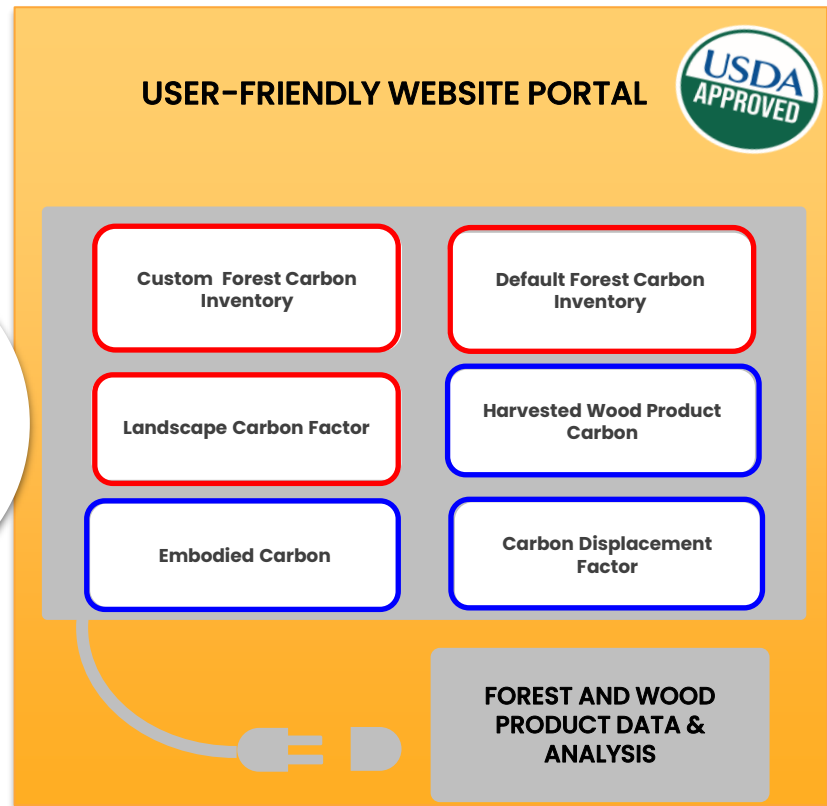 USER-FRIENDLY WEBSITE PORTAL
USDA
APPROVED
Custom Forest Carbon
Inventory
Default Forest Carbon
Inventory
Landscape Carbon Factor
Harvested Wood Product
Carbon
Embodied Carbon
Carbon Displacement
Factor
FOREST AND WOOD
PRODUCT DATA &
ANALYSIS